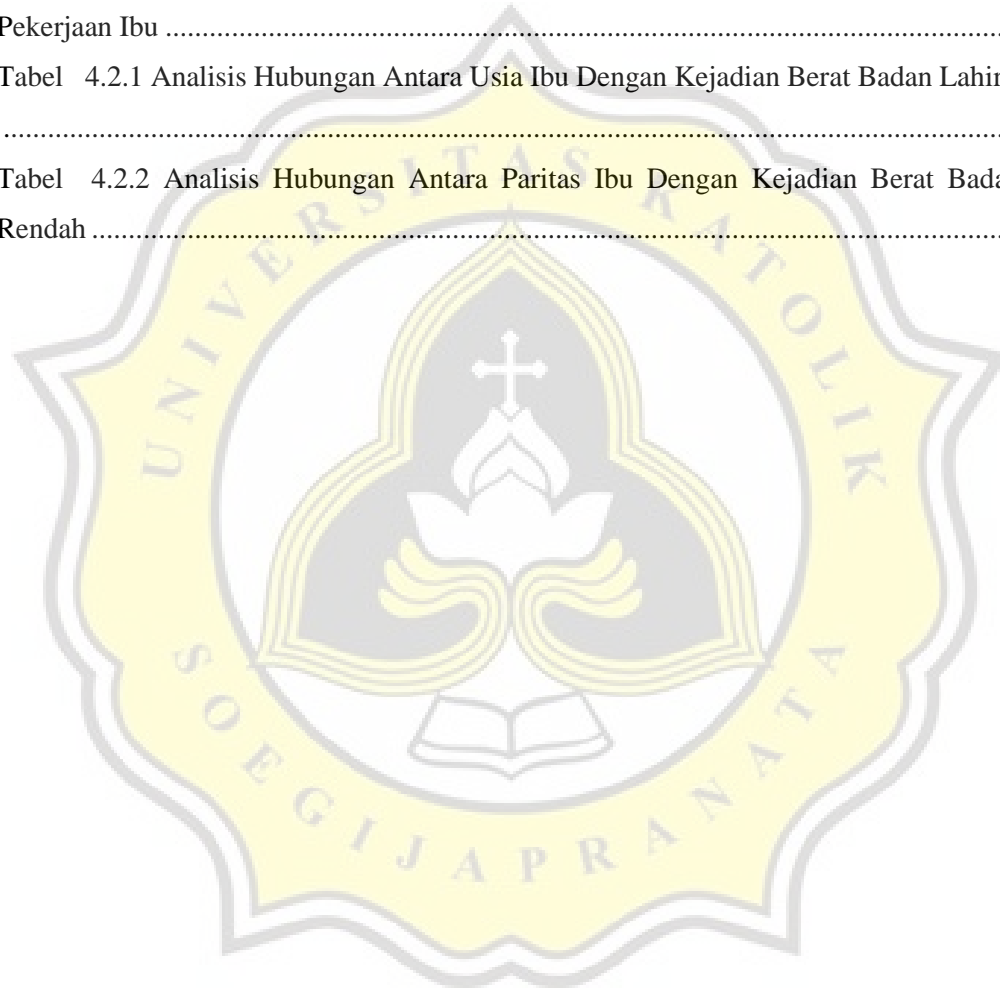 Pekerjaan Ibu ........................................................................................................................
Tabel 4.2.1 Analisis Hubungan Antara Usia Ibu Dengan Kejadian Berat Badan Lahir
........................................................................................................................
Tabel 4.2.2 Analisis Hubungan Antara Paritas Ibu Dengan Kejadian Berat Bada
Rendah ........................................................................................................................
UNIVERSITAS KATOLIK
SOEGIJAPRANATA